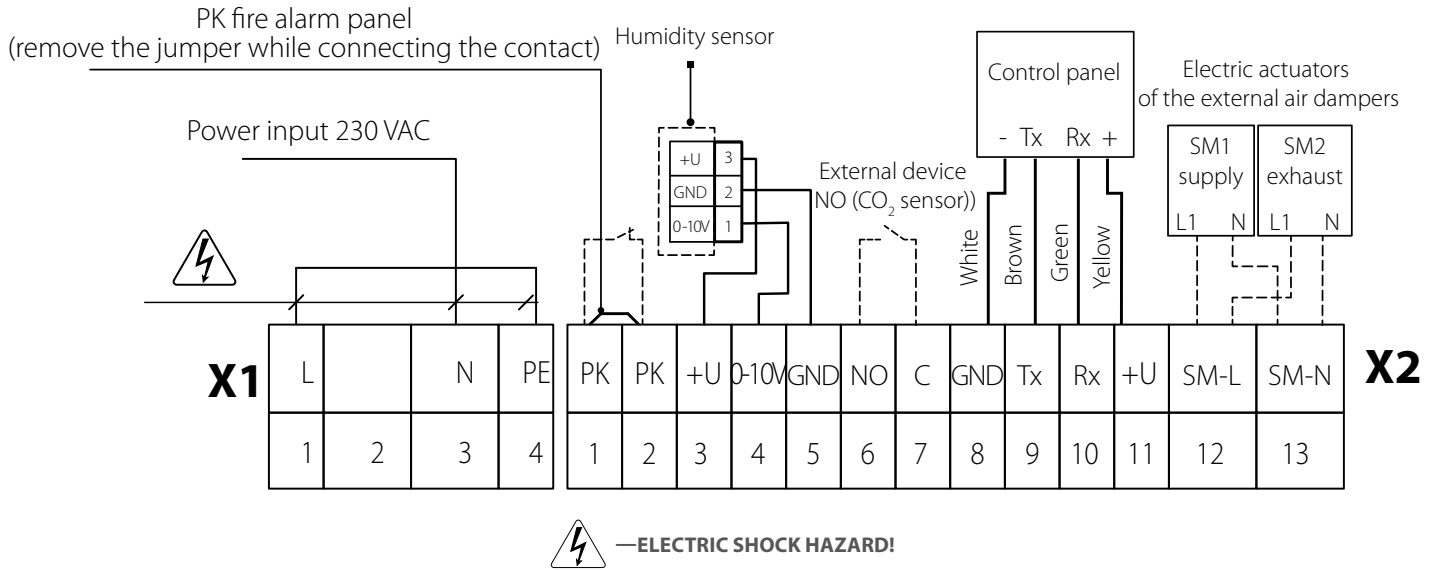 PK fire alarm panel
(remove the jumper while connecting the contact)
Humidity sensor
Power input 230 VAC
+U 3
GND 2
0-10V 1
External device
NO (CO₂ sensor))
Control panel
- Tx Rx +
White
Brown
Green
Yellow
Electric actuators
of the external air dampers
SM1
supply
L1 N
SM2
exhaust
L1 N
X1
L N PE
1 2 3 4
PK PK +U 0-10V GND NO C GND Tx Rx +U SM-L SM-N
1 2 3 4 5 6 7 8 9 10 11 12 13
X2
—ELECTRIC SHOCK HAZARD!